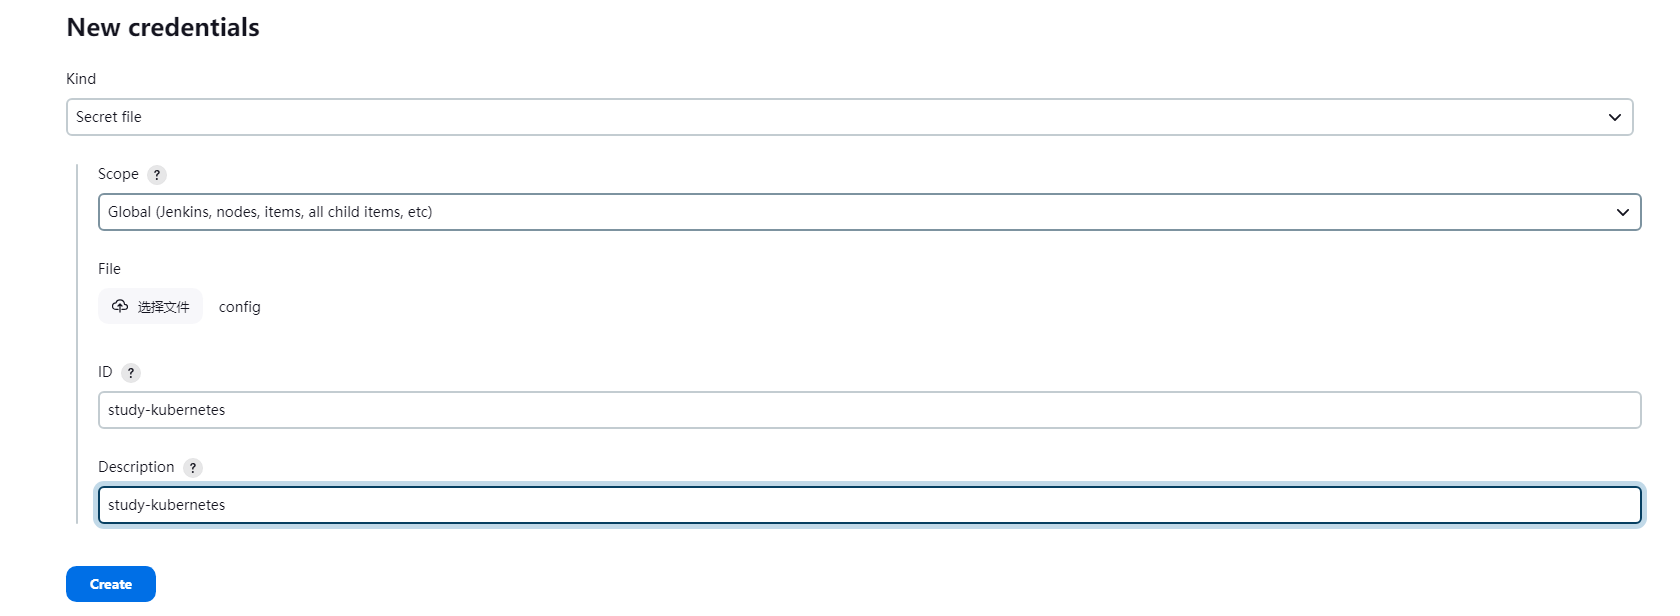 New credentials
Kind
Secret file
Scope ?
Global (Jenkins, nodes, items, all child items, etc)
File
选择文件 config
ID ?
study-kubernetes
Description ?
study-kubernetes
Create